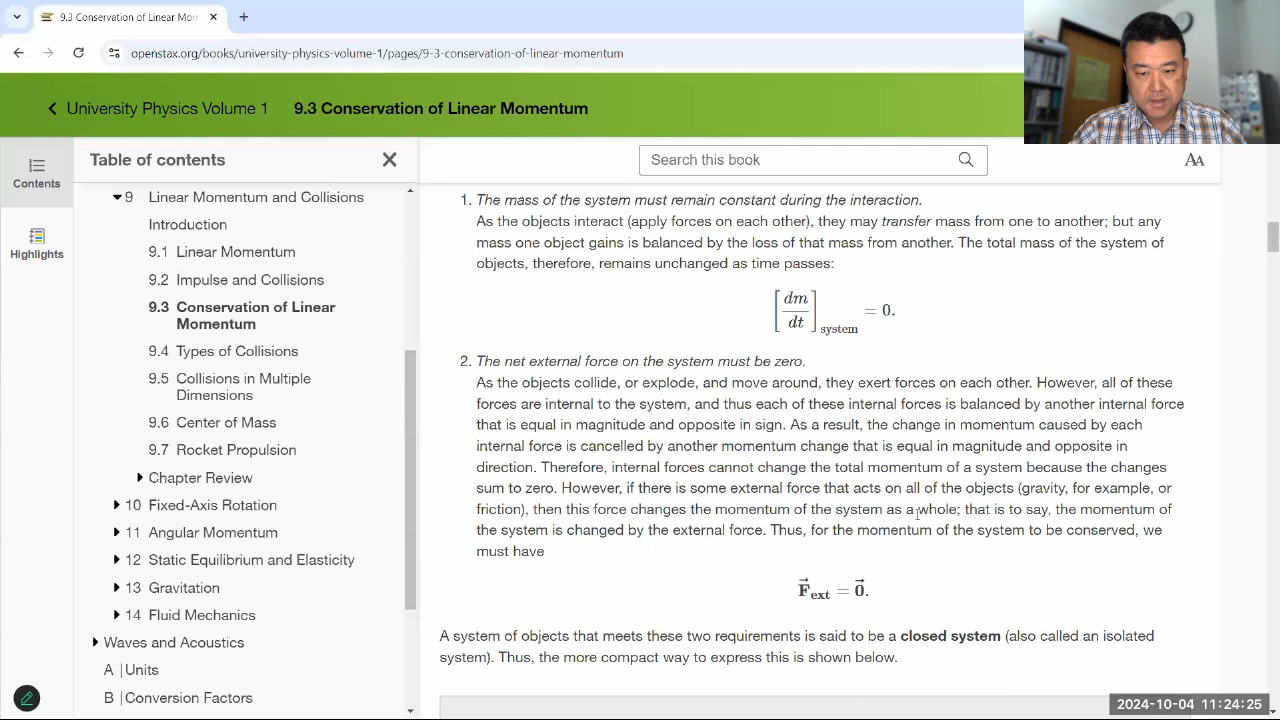 9.3 Conservation of Linear Mom
openstax.org/books/university-physics-volume-1/pages/9-3-conservation-of-linear-momentum
University Physics Volume 1 9.3 Conservation of Linear Momentum
Contents
Highlights
Table of contents
9 Linear Momentum and Collisions
Introduction
9.1 Linear Momentum
9.2 Impulse and Collisions
9.3 Conservation of Linear
Momentum
9.4 Types of Collisions
9.5 Collisions in Multiple
Dimensions
9.6 Center of Mass
9.7 Rocket Propulsion
Chapter Review
10 Fixed-Axis Rotation
11 Angular Momentum
12 Static Equilibrium and Elasticity
13 Gravitation
14 Fluid Mechanics
Waves and Acoustics
A | Units
B | Conversion Factors
Search this book
AA
1. The mass of the system must remain constant during the interaction.
As the objects interact (apply forces on each other), they may transfer mass from one to another; but any
mass one object gains is balanced by the loss of that mass from another. The total mass of the system of
objects, therefore, remains unchanged as time passes:
[dm/dt]system = 0.
2. The net external force on the system must be zero.
As the objects collide, or explode, and move around, they exert forces on each other. However, all of these
forces are internal to the system, and thus each of these internal forces is balanced by another internal force
that is equal in magnitude and opposite in sign. As a result, the change in momentum caused by each
internal force is cancelled by another momentum change that is equal in magnitude and opposite in
direction. Therefore, internal forces cannot change the total momentum of a system because the changes
sum to zero. However, if there is some external force that acts on all of the objects (gravity, for example, or
friction), then this force changes the momentum of the system as a whole; that is to say, the momentum of
the system is changed by the external force. Thus, for the momentum of the system to be conserved, we
must have
F⃗ext = 0⃗.
A system of objects that meets these two requirements is said to be a closed system (also called an isolated
system). Thus, the more compact way to express this is shown below.
2024-10-04 11:24:25